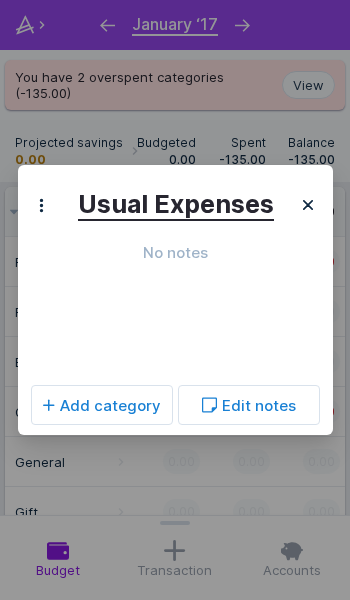 January ‘17
You have 2 overspent categories
(-135.00)
View
Projected savings
Budgeted
Spent
Balance
0.00
0.00
-135.00
-135.00
Usual Expenses
No notes
Add category
Edit notes
General
0.00
0.00
0.00
Gift
0.00
0.00
0.00
Budget
Transaction
Accounts